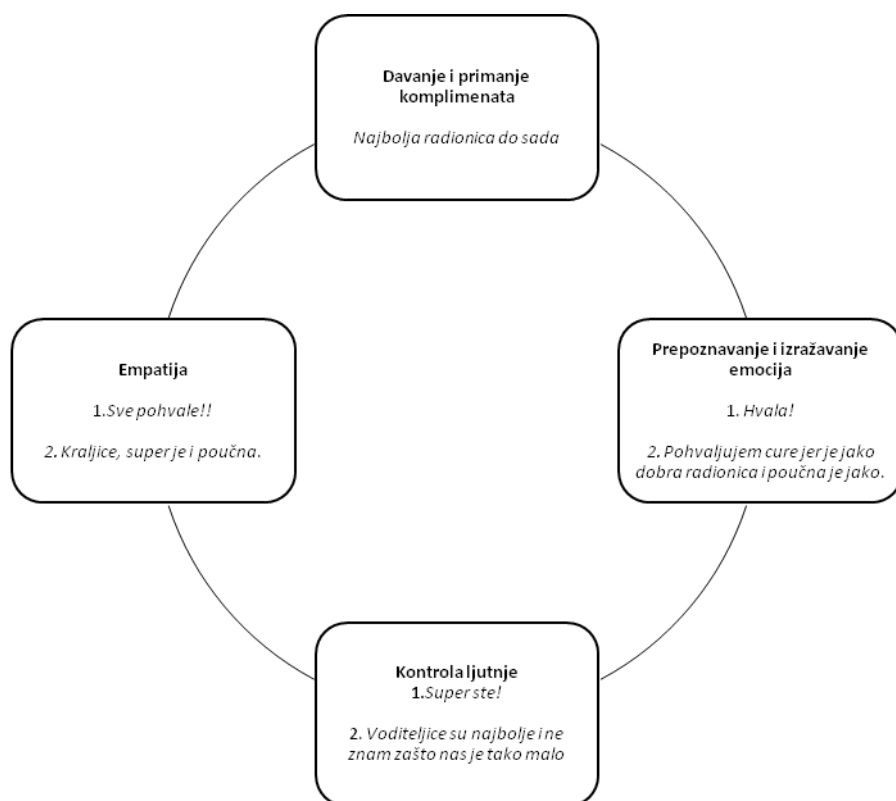 Davanje i primanje
komplimenata
Najbolja radionica do sada
Prepoznavanje i izražavanje
emocija
1. Hvala!
2. Pohvaljujem cure jer je jako
dobra radionica i poučna je jako.
Kontrola ljutnje
1.Super ste!
2. Voditeljice su najbolje i ne
znam zašto nas je tako malo
Empatija
1.Sve pohvale!!
2. Kraljice, super je i poučna.